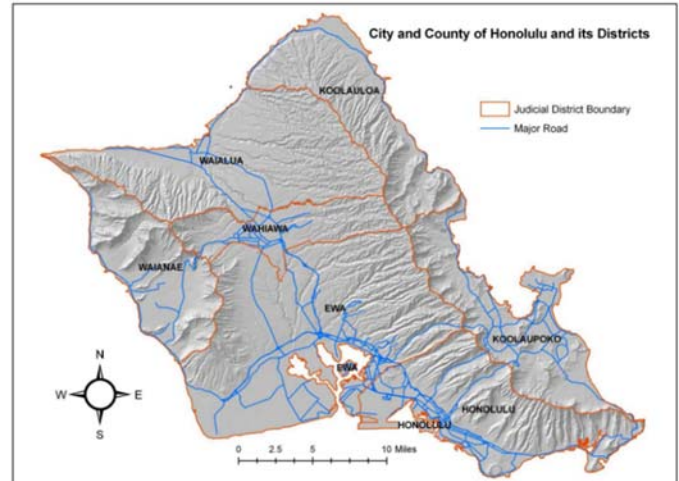 City and County of Honolulu and its Districts
KOOLAULOA
Judicial District Boundary
Major Road
WAIALUA
WAHIAWA
WAIANAE
EWA
KOOLAUPOKO
N
W E
S
EWA
HONOLULU
HONOLULU
0 2.5 5 10 Miles